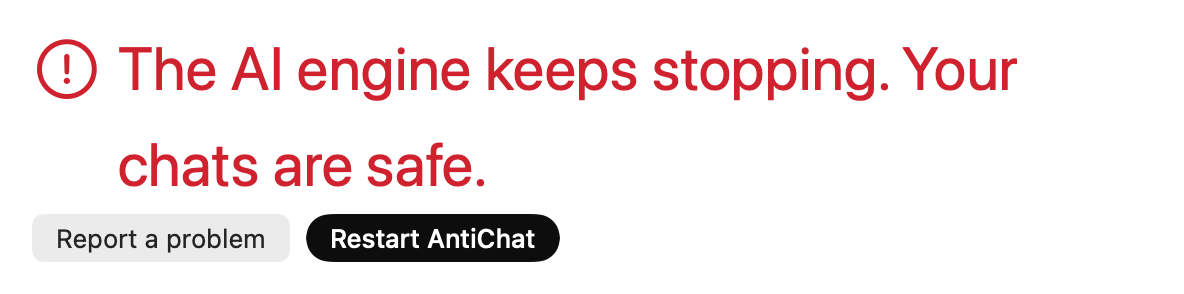 The AI engine keeps stopping. Your
chats are safe.
Report a problem
Restart AntiChat